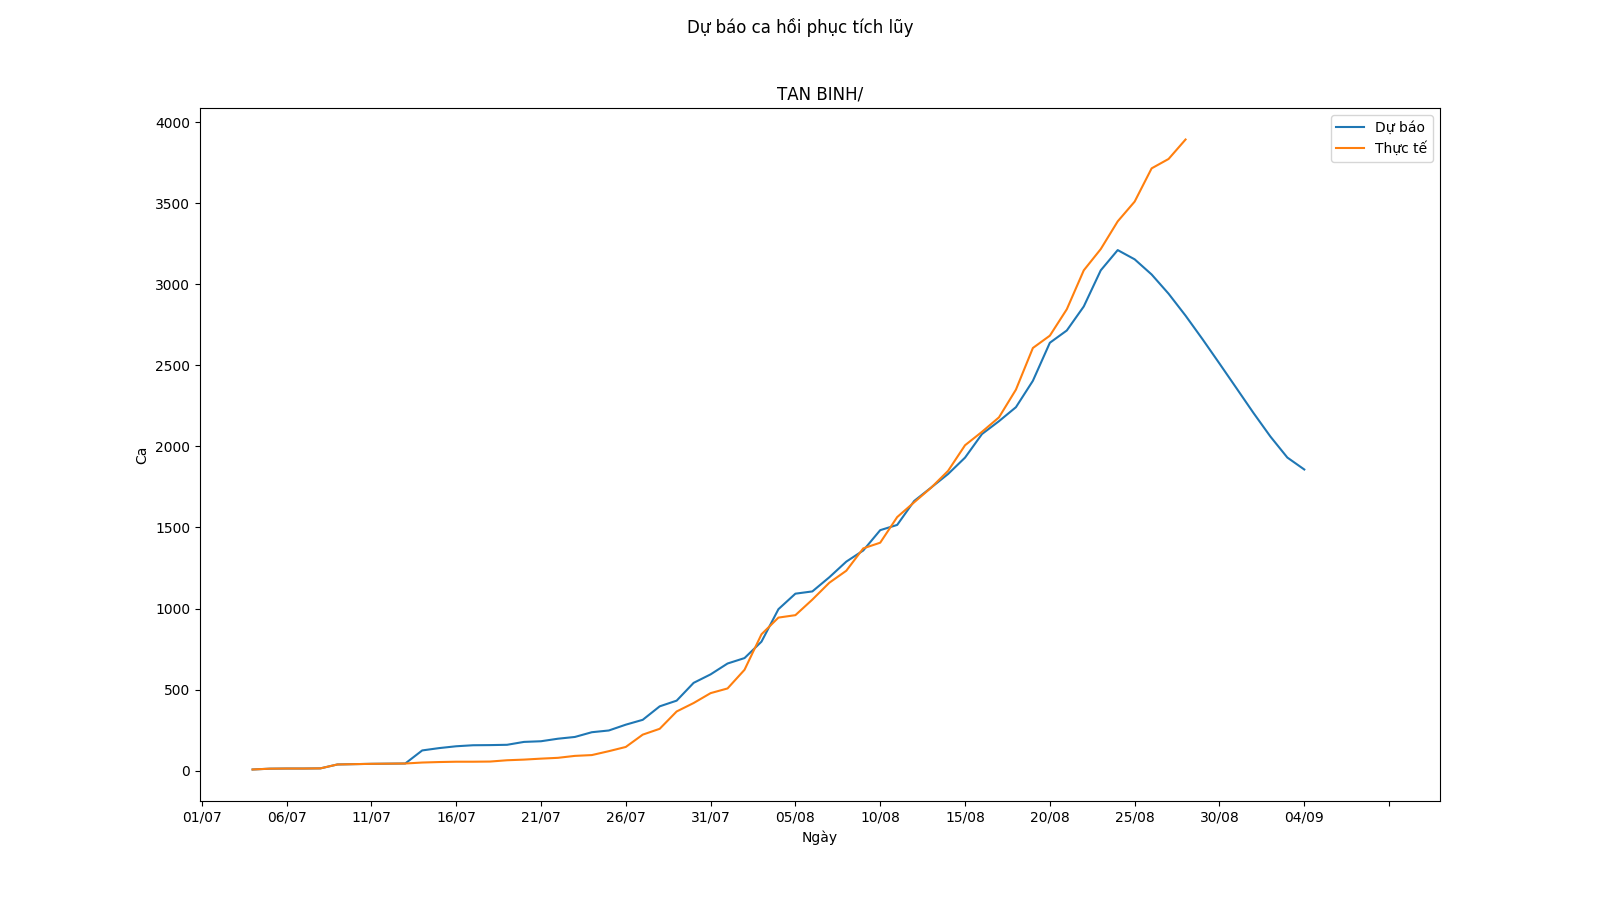 Dự báo ca hồi phục tích lũy
TAN BINH/
Dự báo
Thực tế
4000
3500
3000
2500
2000
1500
1000
500
0
Ca
01/07 06/07 11/07 16/07 21/07 26/07 31/07 05/08 10/08 15/08 20/08 25/08 30/08 04/09
Ngày